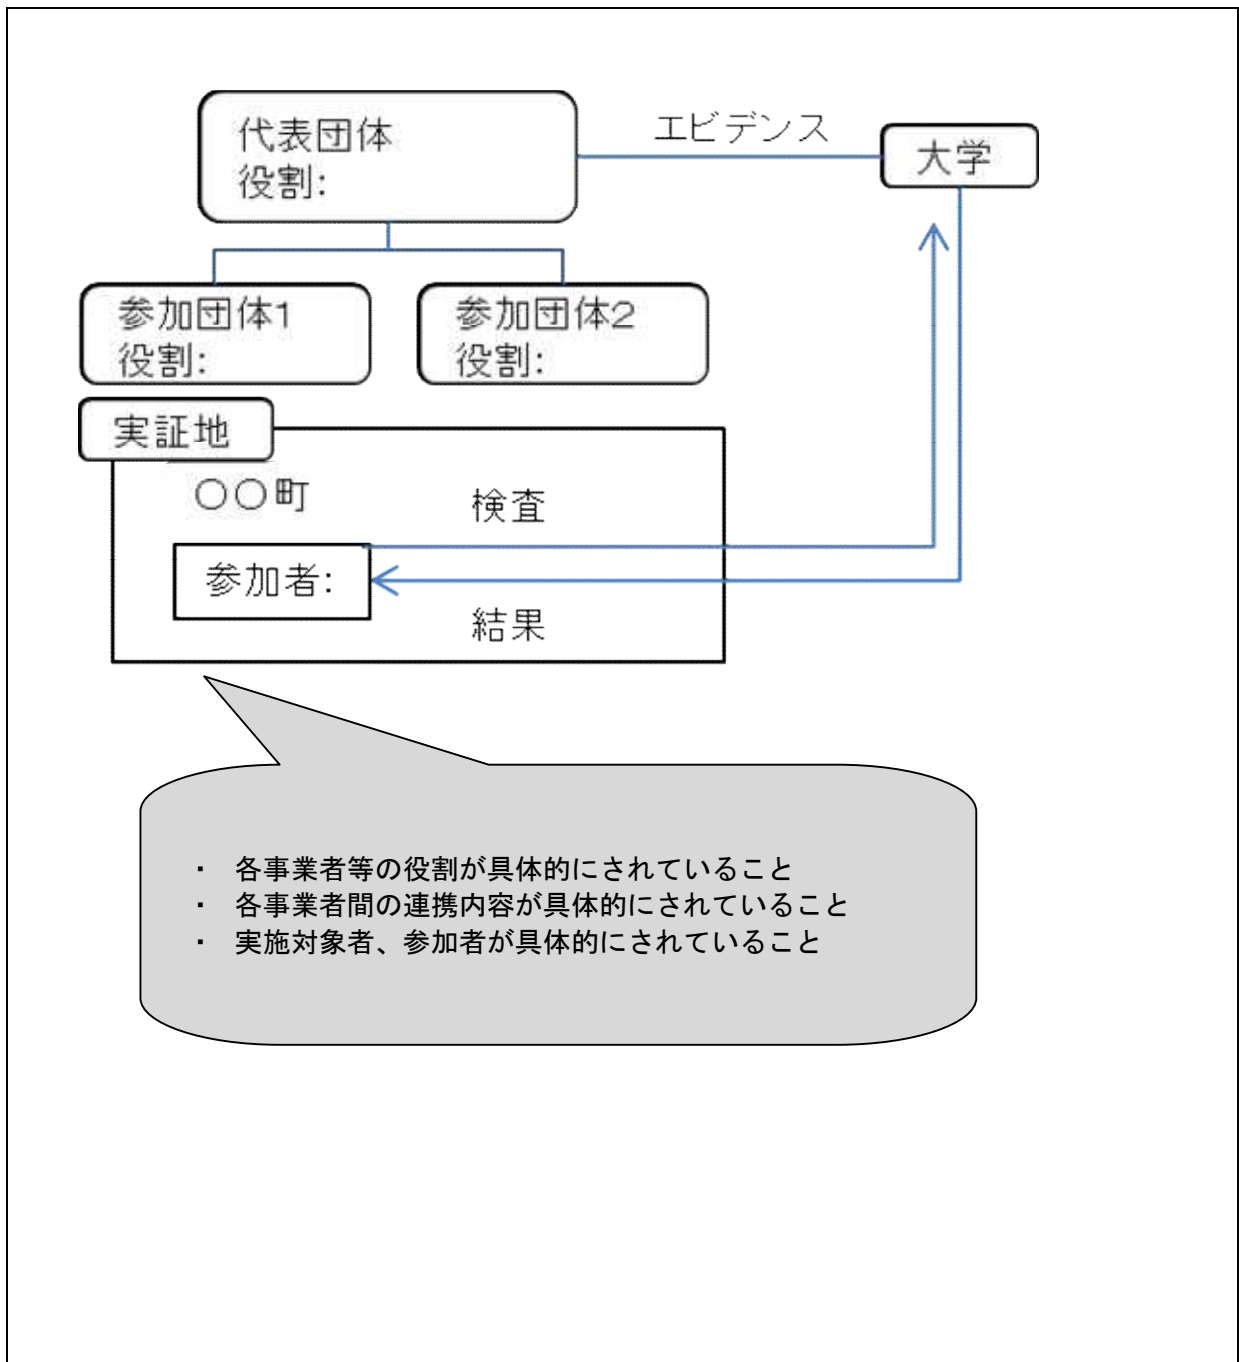 代表団体
役割:
エビデンス
大学
参加団体1
役割:
参加団体2
役割:
実証地
○○町
検査
参加者:
結果
・ 各事業者等の役割が具体的にされていること
・ 各事業者間の連携内容が具体的にされていること
・ 実施対象者、参加者が具体的にされていること